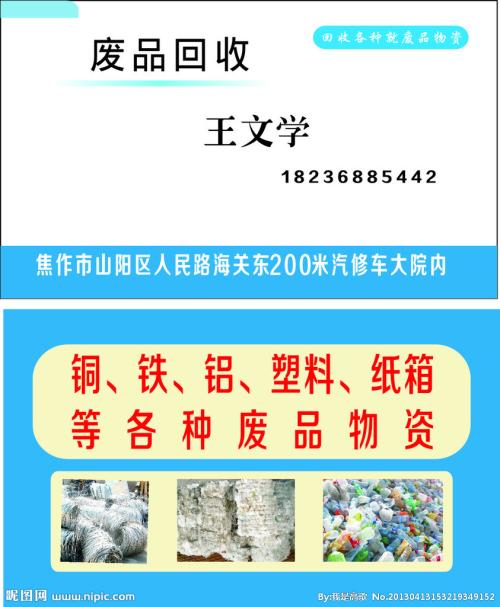 废品回收
回收各种就废品物资
王文学
18236885442
焦作市山阳区人民路海关东200米汽修车大院内
铜、铁、铝、塑料、纸箱
等各种废品物资
昵图网 www.nipic.com
By:我是高歌 No.20130413153219349152